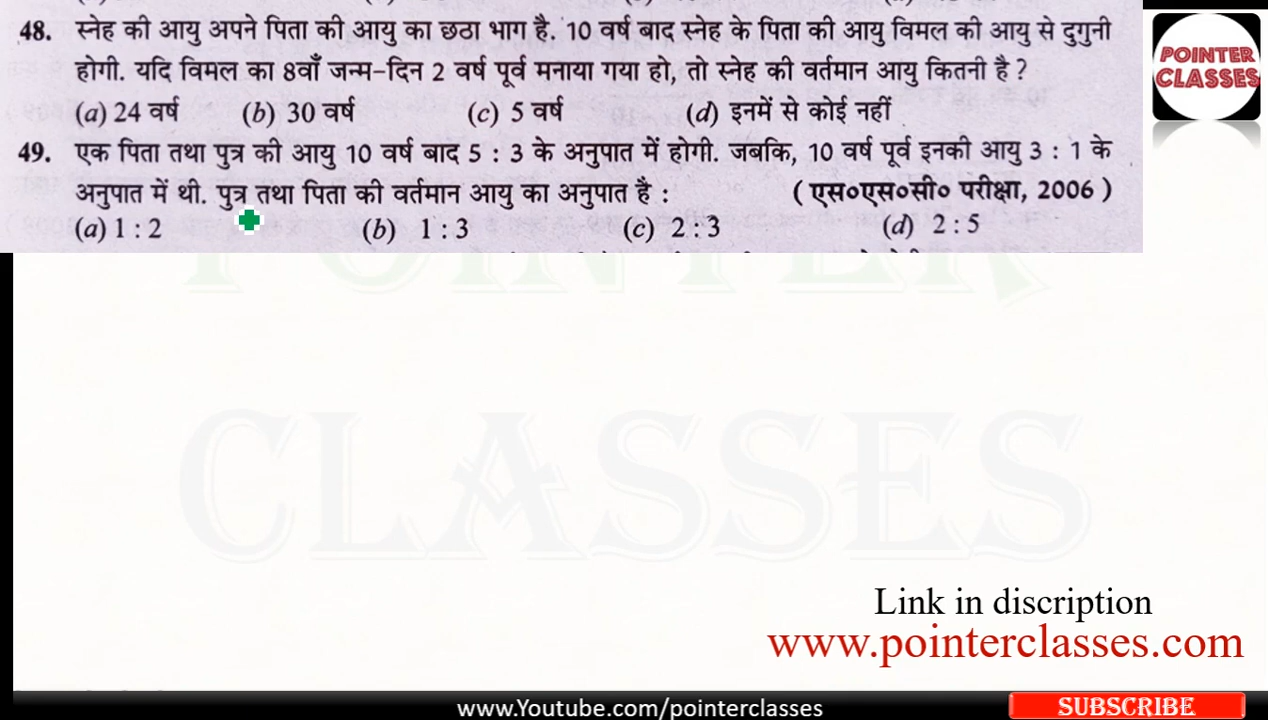 48. स्नेह की आयु अपने पिता की आयु का छठा भाग है. 10 वर्ष बाद स्नेह के पिता की आयु विमल की आयु से दुगुनी
होगी. यदि विमल का 8वाँ जन्म-दिन 2 वर्ष पूर्व मनाया गया हो, तो स्नेह की वर्तमान आयु कितनी है ?
(a) 24 वर्ष (b) 30 वर्ष (c) 5 वर्ष (d) इनमें से कोई नहीं
49. एक पिता तथा पुत्र की आयु 10 वर्ष बाद 5 : 3 के अनुपात में होगी. जबकि, 10 वर्ष पूर्व इनकी आयु 3 : 1 के
अनुपात में थी. पुत्र तथा पिता की वर्तमान आयु का अनुपात है : ( एस०एस०सी० परीक्षा, 2006 )
(a) 1 : 2 (b) 1 : 3 (c) 2 : 3 (d) 2 : 5
POINTER
CLASSES
POINTER
CLASSES
Link in discription
www.pointerclasses.com
www.Youtube.com/pointerclasses
SUBSCRIBE